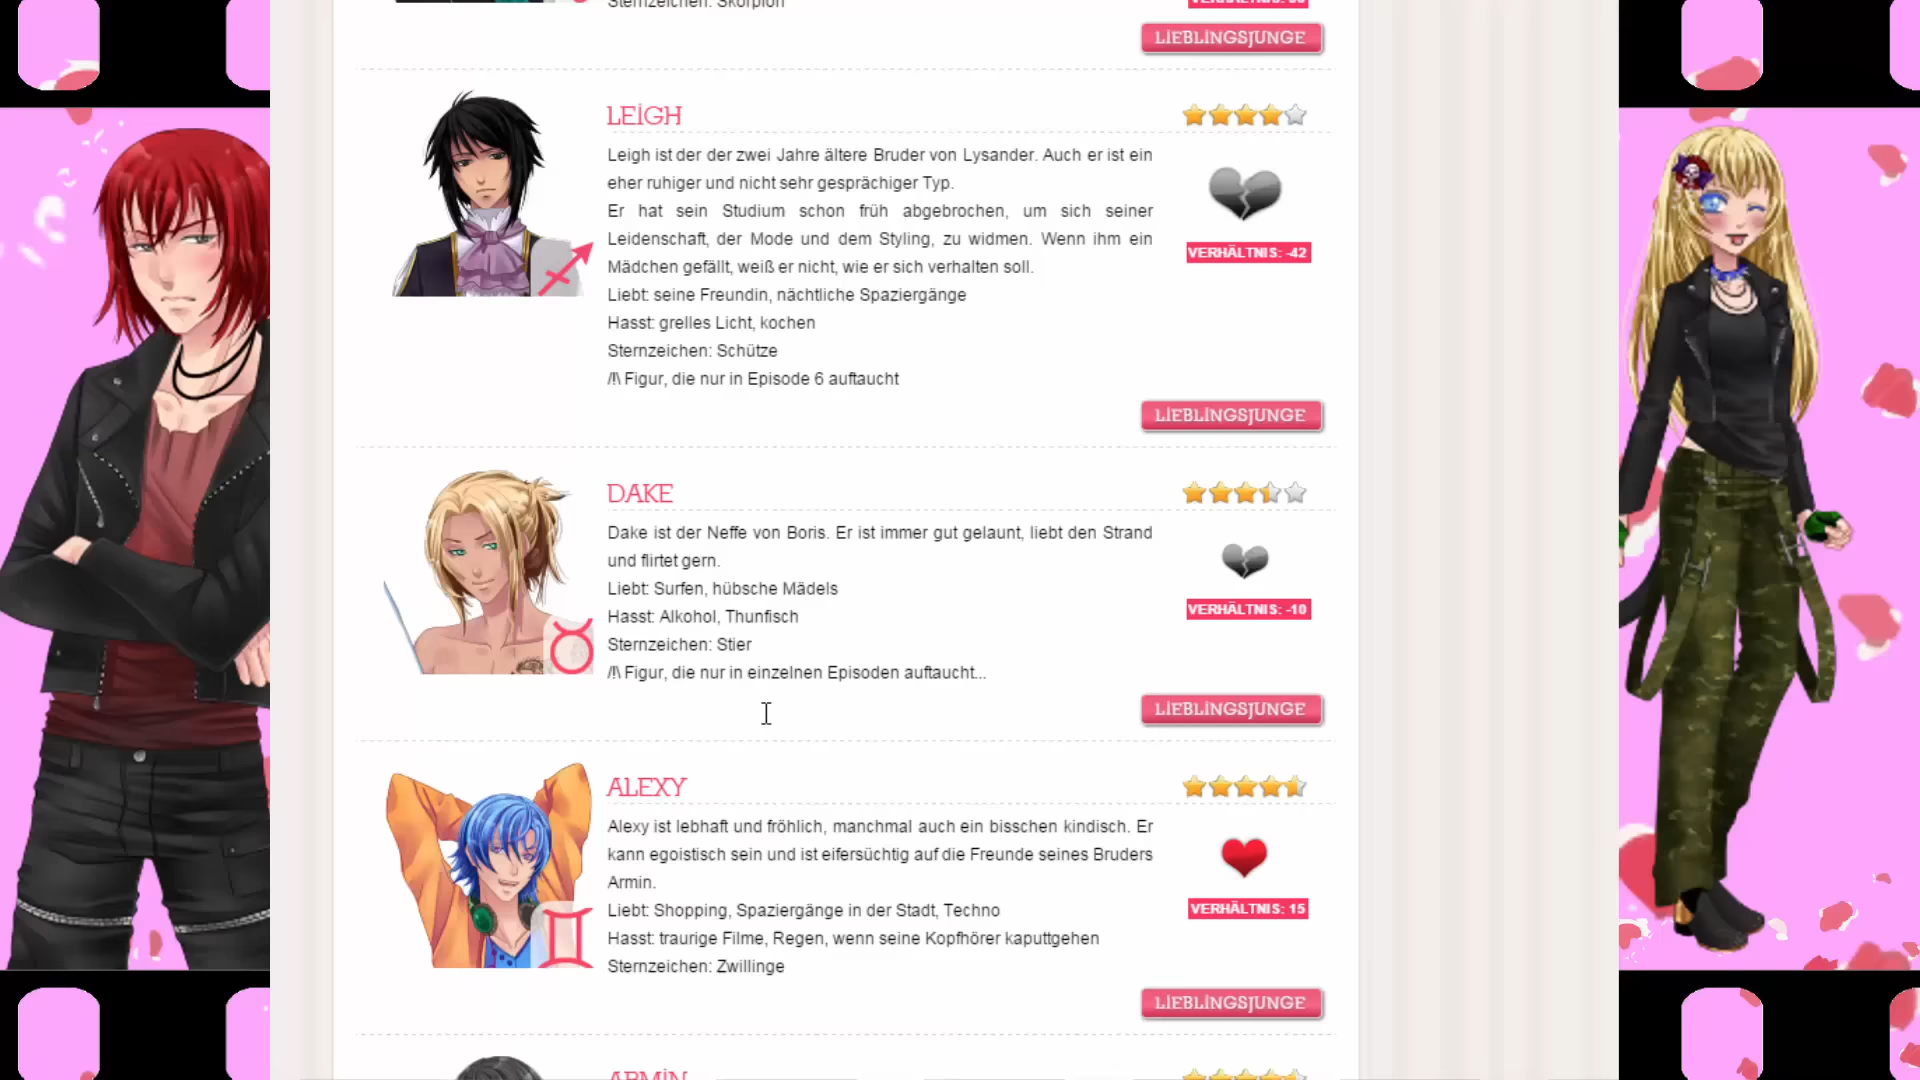 Sternzeichen: Skorpion
LIEBLINGSJUNGE
LEIGH
Leigh ist der der zwei Jahre ältere Bruder von Lysander. Auch er ist ein
eher ruhiger und nicht sehr gesprächiger Typ.
Er hat sein Studium schon früh abgebrochen, um sich seiner
Leidenschaft, der Mode und dem Styling, zu widmen. Wenn ihm ein
Mädchen gefällt, weiß er nicht, wie er sich verhalten soll.
Liebt: seine Freundin, nächtliche Spaziergänge
Hasst: grelles Licht, kochen
Sternzeichen: Schütze
/!\ Figur, die nur in Episode 6 auftaucht
VERHÄLTNIS: -42
LIEBLINGSJUNGE
DAKE
Dake ist der Neffe von Boris. Er ist immer gut gelaunt, liebt den Strand
und flirtet gern.
Liebt: Surfen, hübsche Mädels
Hasst: Alkohol, Thunfisch
Sternzeichen: Stier
/!\ Figur, die nur in einzelnen Episoden auftaucht...
VERHÄLTNIS: -10
LIEBLINGSJUNGE
ALEXY
Alexy ist lebhaft und fröhlich, manchmal auch ein bisschen kindisch. Er
kann egoistisch sein und ist eifersüchtig auf die Freunde seines Bruders
Armin.
Liebt: Shopping, Spaziergänge in der Stadt, Techno
Hasst: traurige Filme, Regen, wenn seine Kopfhörer kaputtgehen
Sternzeichen: Zwillinge
VERHÄLTNIS: 15
LIEBLINGSJUNGE
ARMIN